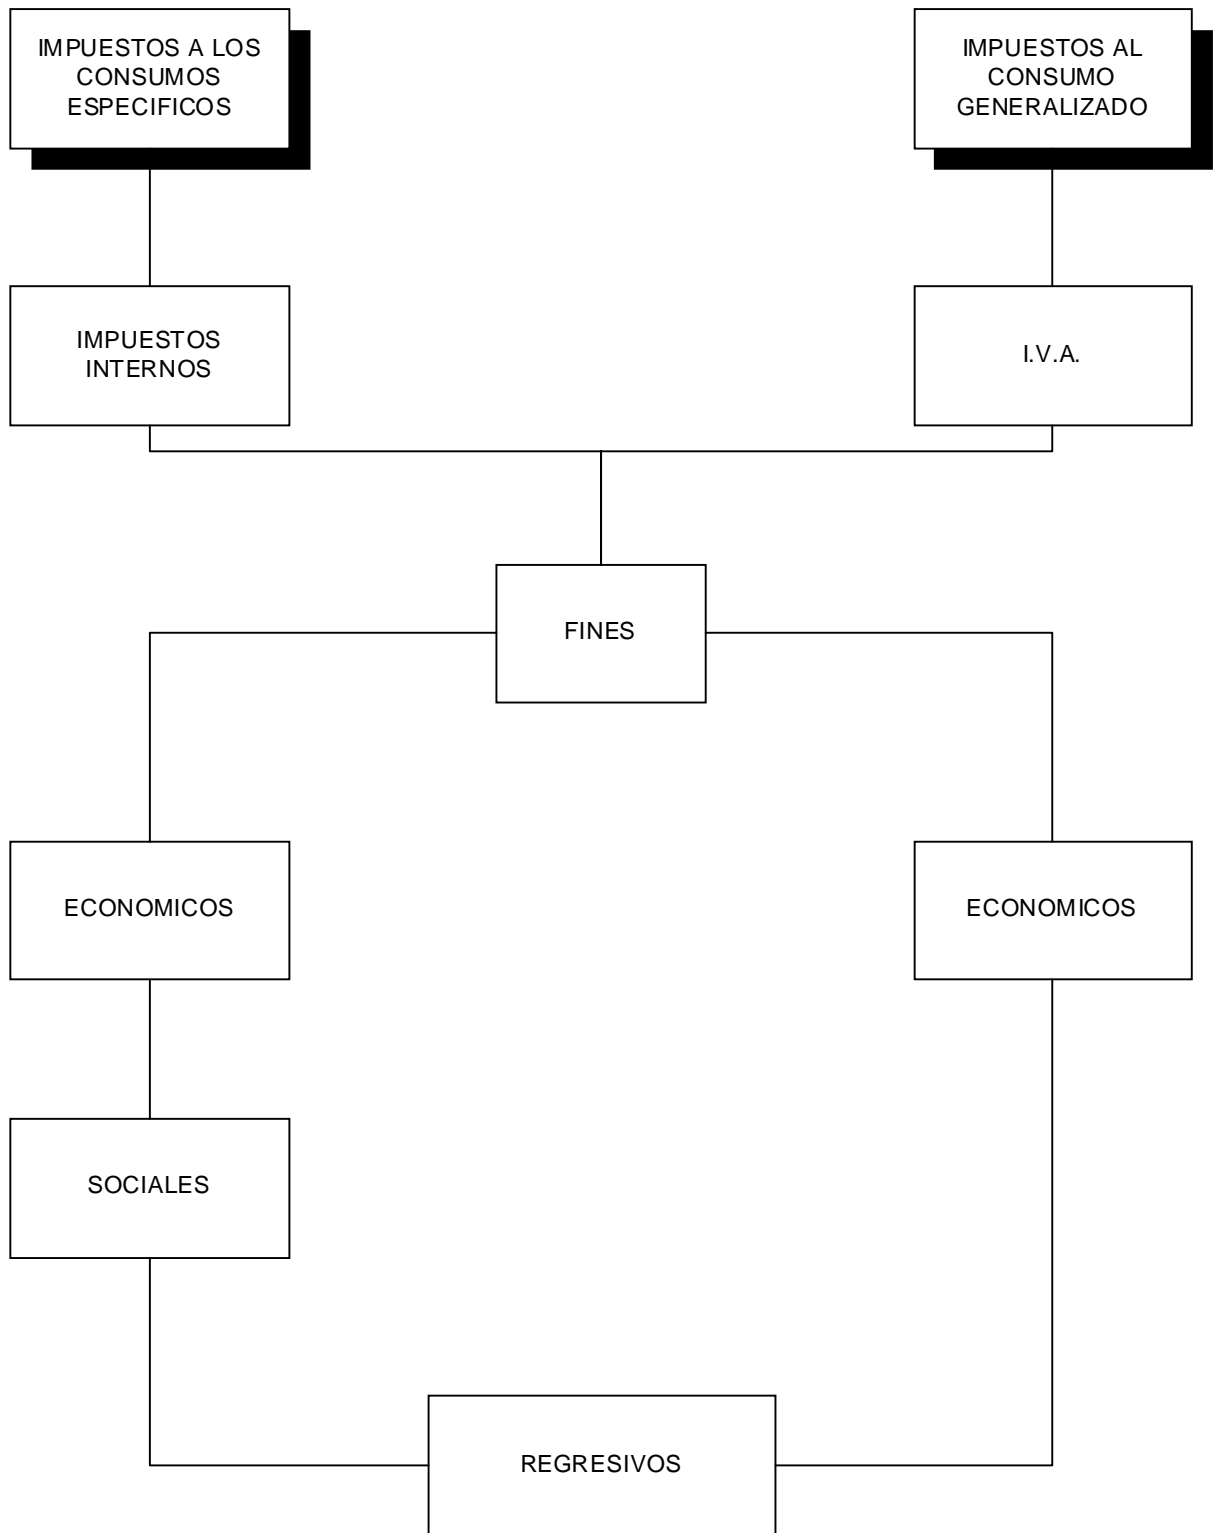 IMPUESTOS A LOS
CONSUMOS
ESPECIFICOS
IMPUESTOS AL
CONSUMO
GENERALIZADO
IMPUESTOS
INTERNOS
I.V.A.
FINES
ECONOMICOS
ECONOMICOS
SOCIALES
REGRESIVOS